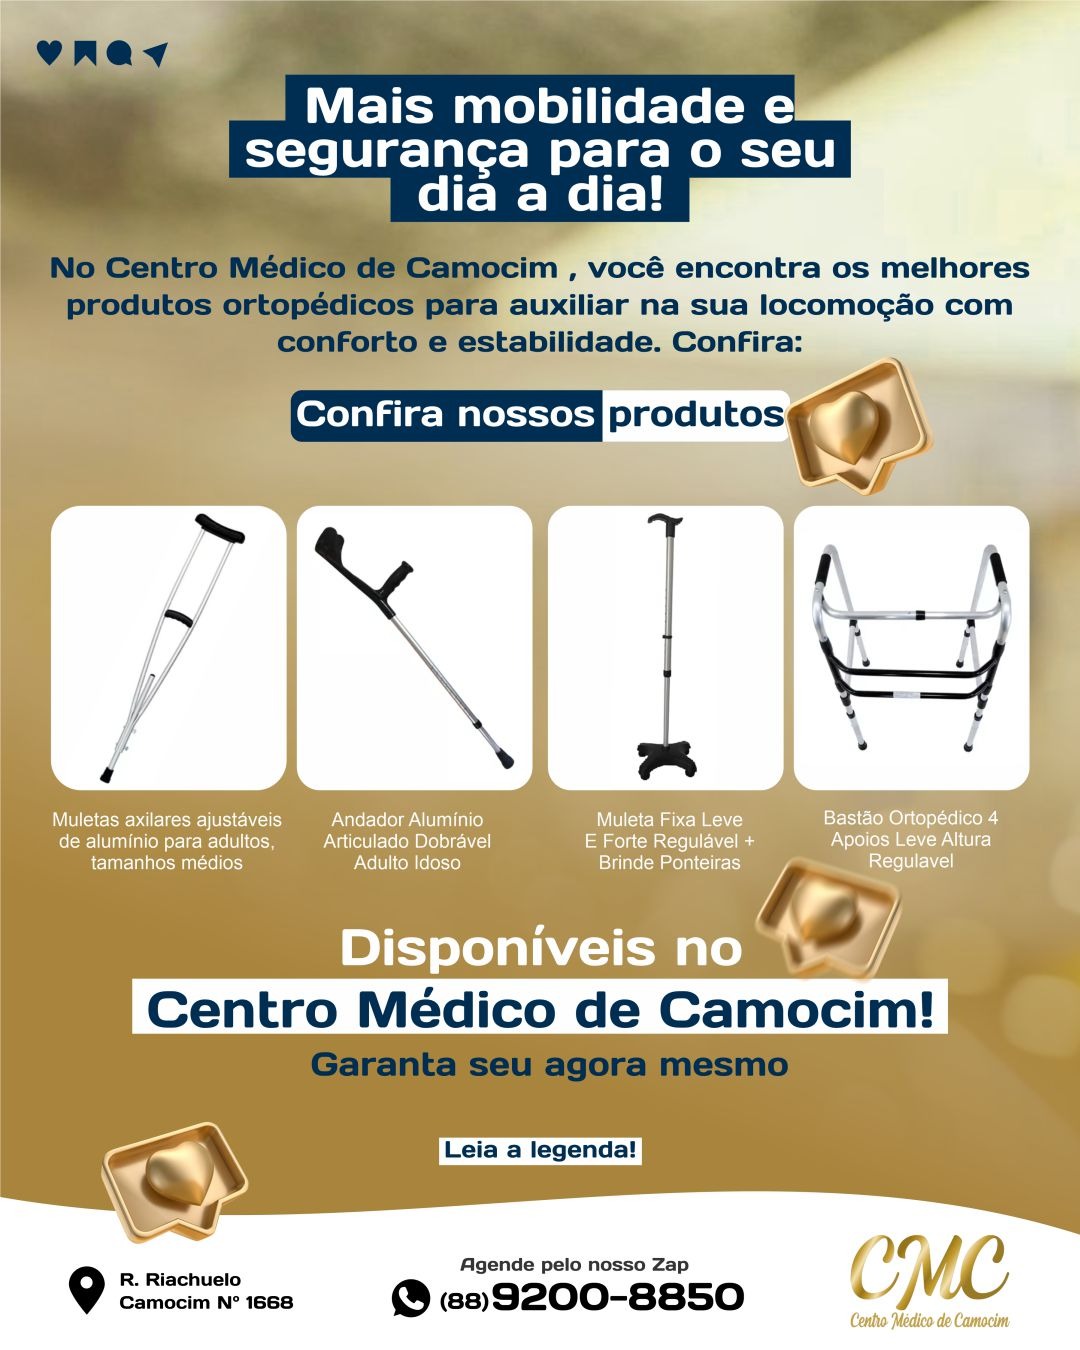 Mais mobilidade e
segurança para o seu
dia a dia!
No Centro Médico de Camocim , você encontra os melhores
produtos ortopédicos para auxiliar na sua locomoção com
conforto e estabilidade. Confira:
Confira nossos produtos
Muletas axilares ajustáveis
de alumínio para adultos,
tamanhos médios
Andador Alumínio
Articulado Dobrável
Adulto Idoso
Muleta Fixa Leve
E Forte Regulável +
Brinde Ponteiras
Bastão Ortopédico 4
Apoios Leve Altura
Regulavel
Disponíveis no
Centro Médico de Camocim!
Garanta seu agora mesmo
Leia a legenda!
R. Riachuelo
Camocim Nº 1668
Agende pelo nosso Zap
(88)9200-8850
CMC
Centro Médico de Camocim